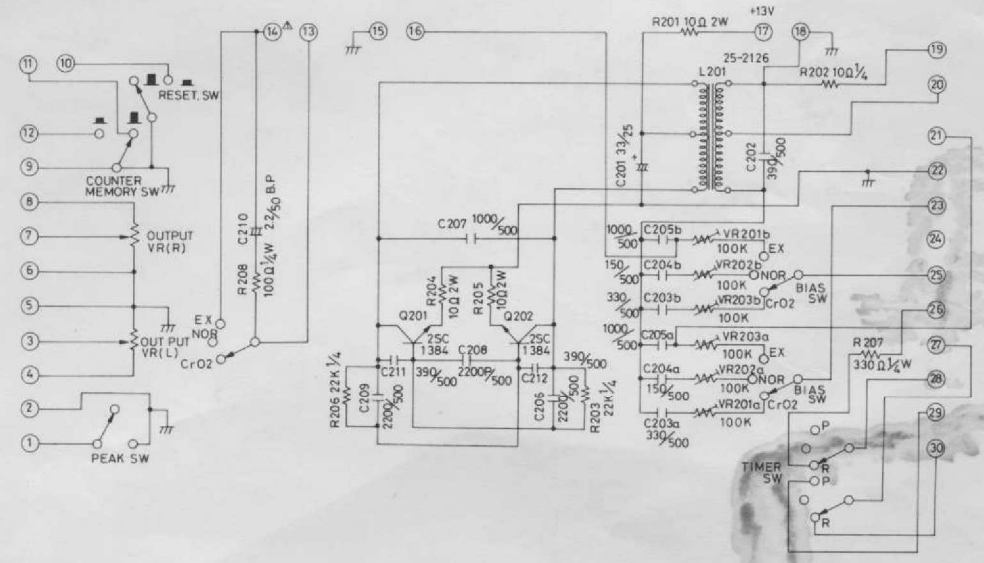 +13V
R201 10Ω 2W
14
13
15
16
17
18
25-2126
L201
19
R202 10Ω ¼
11
10
RESET. SW
20
12
9
COUNTER
MEMORY SW
C201 33/25
+
C202
390/500
21
22
8
7
OUTPUT
VR(R)
6
5
3
OUTPUT
VR(L)
4
2
1
PEAK SW
C210 2.2/50 B.P
R208
100Ω ¼W
EX
NOR
CrO2
C207 1000/500
R204
10Ω 2W
R205
10Ω 2W
Q201
2SC
1384
Q202
2SC
1384
C211
390/500
C208
2200P/500
C212
390/500
R206 22K ¼
C209
2200/500
C206
2200/500
R203
22K ¼
1000/500
C205b
VR201b
100K
EX
150/500
C204b
VR202b
100K
NOR
330/500
C203b
VR203b
100K
CrO2
BIAS
SW
1000/500
C205a
VR203a
100K
EX
C204a
150/500
VR202a
100K
NOR
C203a
330/500
VR201a
100K
CrO2
BIAS
SW
23
24
25
26
R207
330Ω ¼W
27
28
29
30
TIMER
SW
P
R
P
R